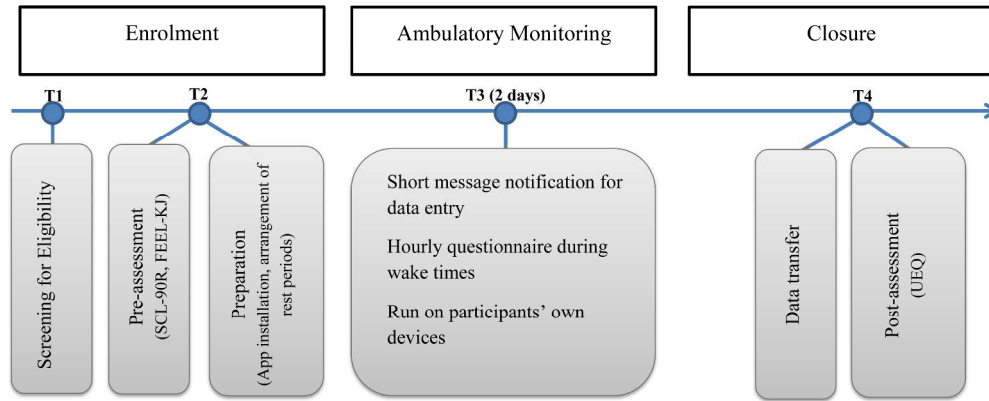 Enrolment
Ambulatory Monitoring
Closure
T1
T2
T3 (2 days)
T4
Screening for Eligibility
Pre-assessment
(SCL-90R, FEEL-KJ)
Preparation
(App installation, arrangement of
rest periods)
Short message notification for
data entry
Hourly questionnaire during
wake times
Run on participants’ own
devices
Data transfer
Post-assessment
(UEQ)